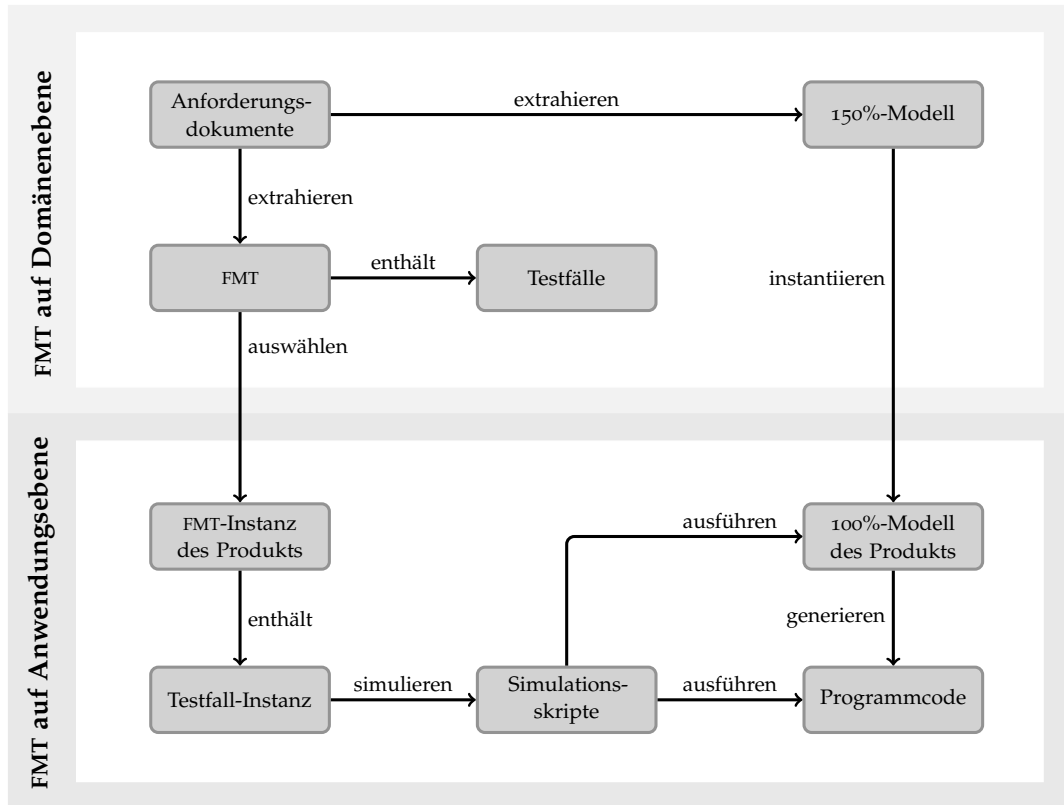 FMT auf Domänenebene
Anforderungs-
dokumente
extrahieren
150%-Modell
extrahieren
FMT
enthält
Testfälle
instantiieren
auswählen
FMT auf Anwendungsebene
FMT-Instanz
des Produkts
ausführen
100%-Modell
des Produkts
enthält
generieren
Testfall-Instanz
simulieren
Simulations-
skripte
ausführen
Programmcode